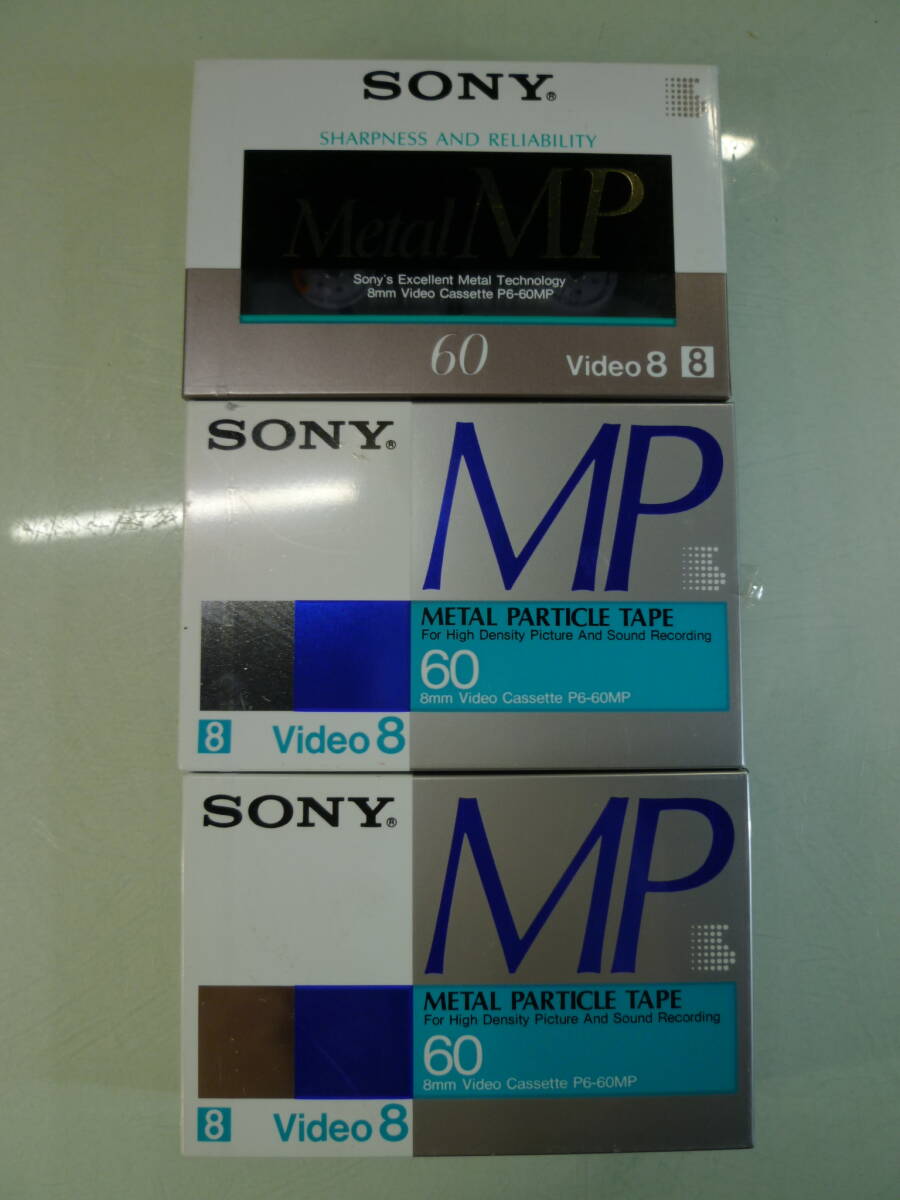 SONY®
SHARPNESS AND RELIABILITY
Metal MP
Sony's Excellent Metal Technology
8mm Video Cassette P6-60MP
60
Video 8 8
SONY®
MP
METAL PARTICLE TAPE
For High Density Picture And Sound Recording
60
8mm Video Cassette P6-60MP
8 Video 8
SONY®
MP
METAL PARTICLE TAPE
For High Density Picture And Sound Recording
60
8mm Video Cassette P6-60MP
8 Video 8